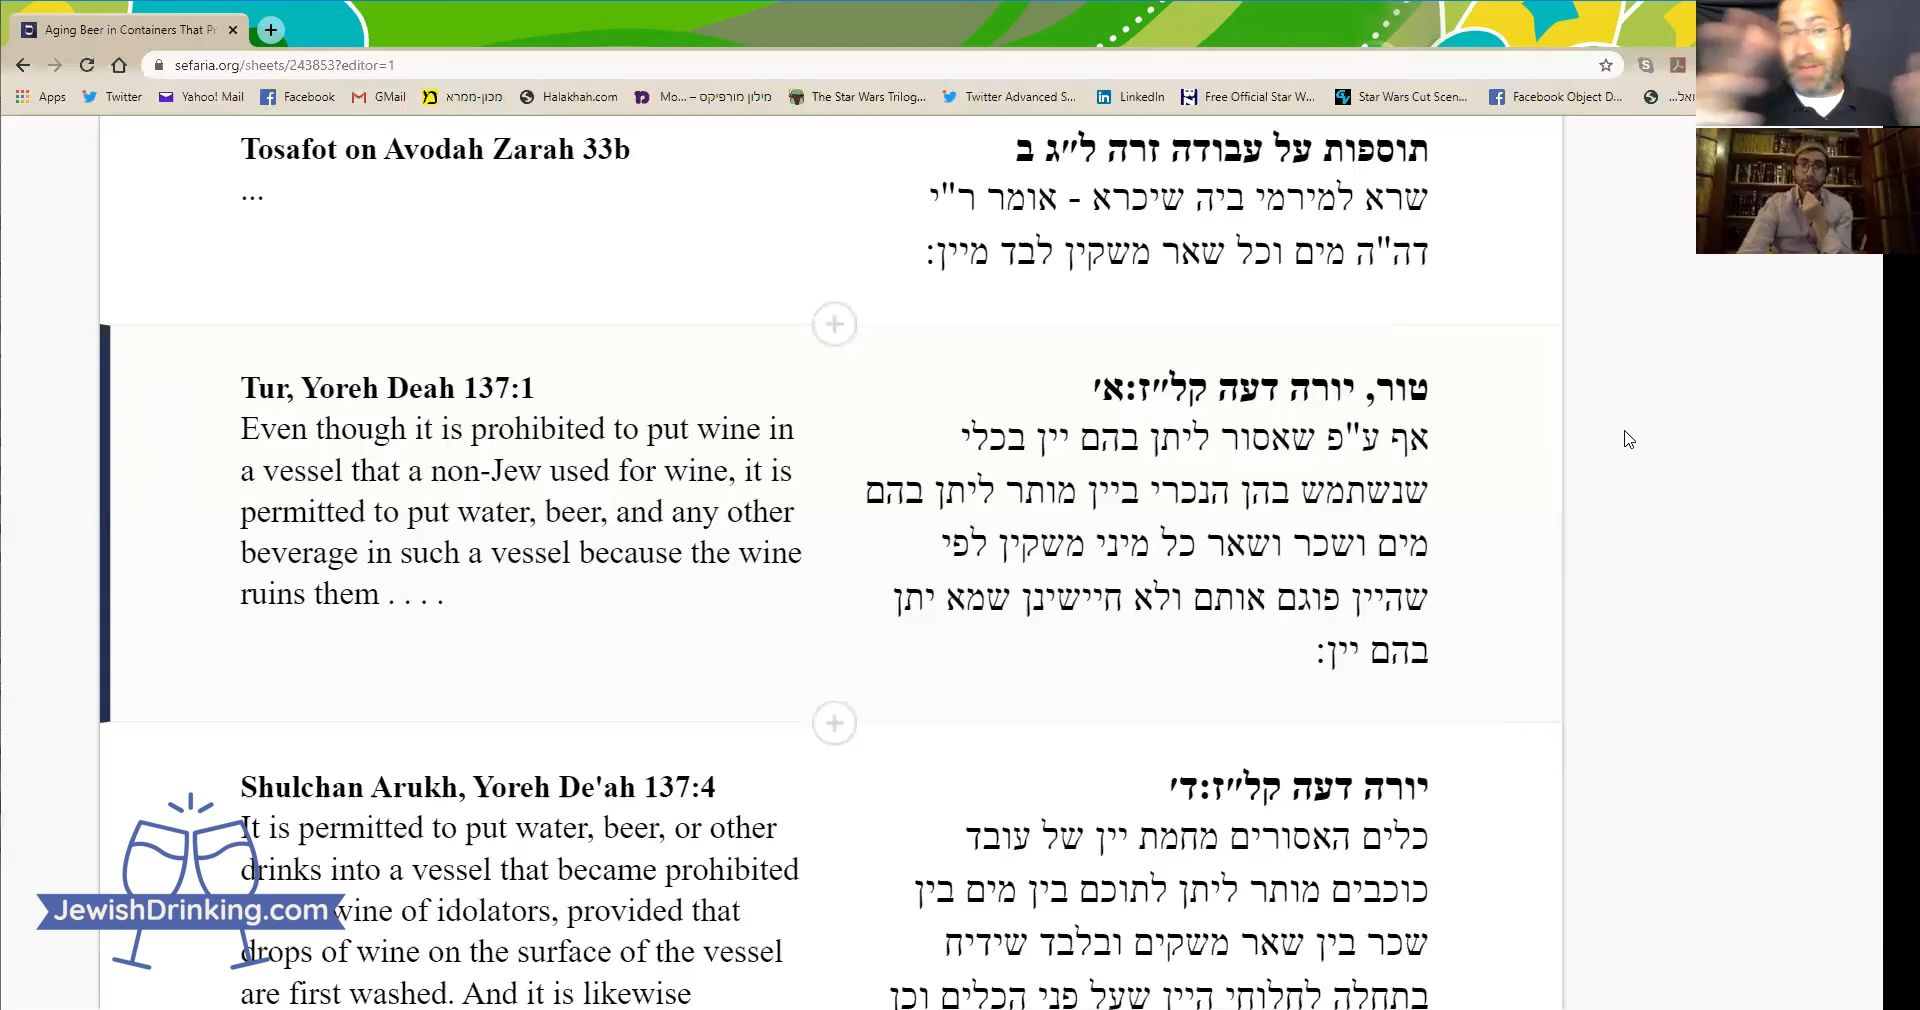 Aging Beer in Containers That Pr
sefaria.org/sheets/243853?editor=1
Apps Twitter Yahoo! Mail Facebook GMail מכון-ממרא Halakhah.com Mo... – מילון מורפיקס The Star Wars Trilog... Twitter Advanced S... LinkedIn Free Official Star W... Star Wars Cut Scen... Facebook Object D... ...ואל
Tosafot on Avodah Zarah 33b
...
תוספות על עבודה זרה ל״ג ב
שרא למירמי ביה שיכרא - אומר ר"י
דה"ה מים וכל שאר משקין לבד מיין:
Tur, Yoreh Deah 137:1
Even though it is prohibited to put wine in
a vessel that a non-Jew used for wine, it is
permitted to put water, beer, and any other
beverage in such a vessel because the wine
ruins them . . . .
טור, יורה דעה קל״ז:א׳
אף ע"פ שאסור ליתן בהם יין בכלי
שנשתמש בהן הנכרי ביין מותר ליתן בהם
מים ושכר ושאר כל מיני משקין לפי
שהיין פוגם אותם ולא חיישינן שמא יתן
בהם יין:
Shulchan Arukh, Yoreh De'ah 137:4
It is permitted to put water, beer, or other
drinks into a vessel that became prohibited
wine of idolators, provided that
drops of wine on the surface of the vessel
are first washed. And it is likewise
יורה דעה קל״ז:ד׳
כלים האסורים מחמת יין של עובד
כוכבים מותר ליתן לתוכם בין מים בין
שכר בין שאר משקים ובלבד שידיח
בתחלה לחלוחי היין שעל פני הכלים וכן
JewishDrinking.com